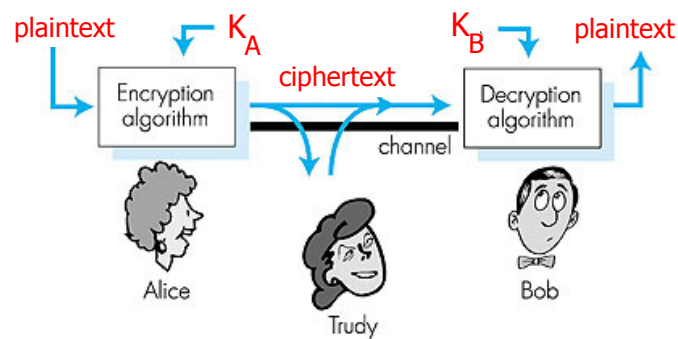 plaintext
K_A
K_B
plaintext
ciphertext
Encryption
algorithm
Decryption
algorithm
channel
Alice
Trudy
Bob